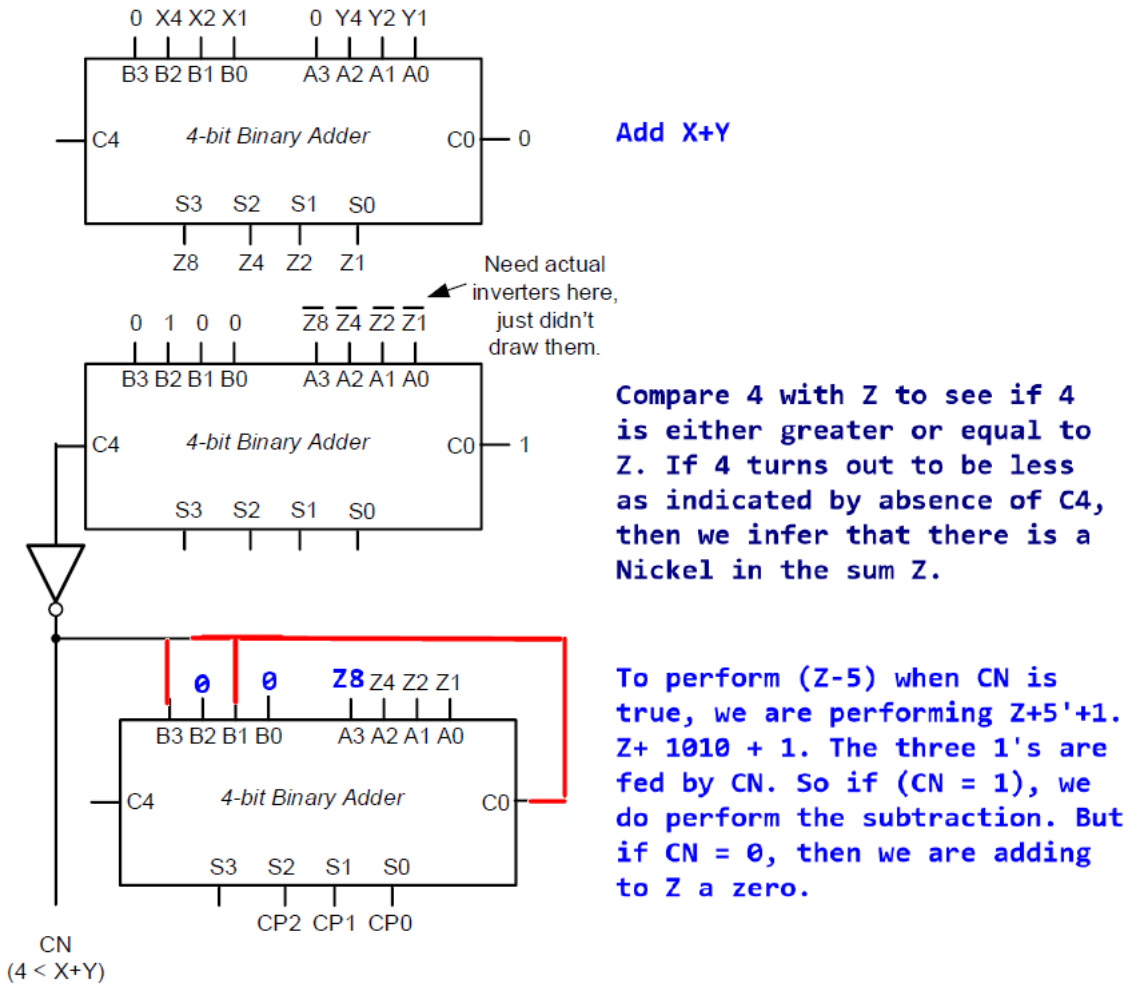 0 X4 X2 X1 0 Y4 Y2 Y1
B3 B2 B1 B0 A3 A2 A1 A0
C4 4-bit Binary Adder C0 0
S3 S2 S1 S0
Z8 Z4 Z2 Z1
Add X+Y
Need actual
inverters here,
just didn't
draw them.
0 1 0 0 Z̅8̅ Z̅4̅ Z̅2̅ Z̅1̅
B3 B2 B1 B0 A3 A2 A1 A0
C4 4-bit Binary Adder C0 1
S3 S2 S1 S0
Compare 4 with Z to see if 4
is either greater or equal to
Z. If 4 turns out to be less
as indicated by absence of C4,
then we infer that there is a
Nickel in the sum Z.
0 0 Z8 Z4 Z2 Z1
B3 B2 B1 B0 A3 A2 A1 A0
C4 4-bit Binary Adder C0
S3 S2 S1 S0
CP2 CP1 CP0
CN
(4 < X+Y)
To perform (Z-5) when CN is
true, we are performing Z+5'+1.
Z+ 1010 + 1. The three 1's are
fed by CN. So if (CN = 1), we
do perform the subtraction. But
if CN = 0, then we are adding
to Z a zero.